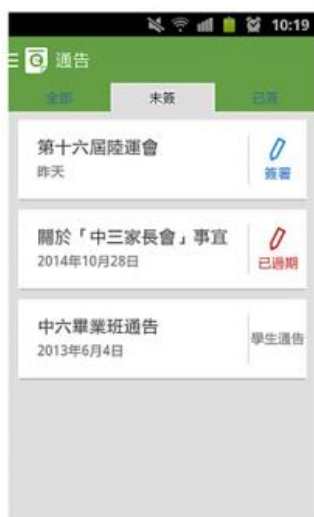 10:19
通告
全部
未簽
已簽
第十六屆陸運會
昨天
簽署
關於「中三家長會」事宜
2014年10月28日
已過期
中六畢業班通告
2013年6月4日
學生通告